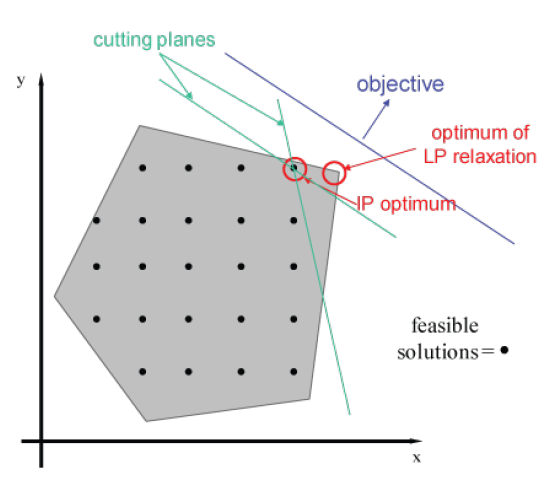 cutting planes
y
objective
optimum of
LP relaxation
IP optimum
feasible
solutions=
x